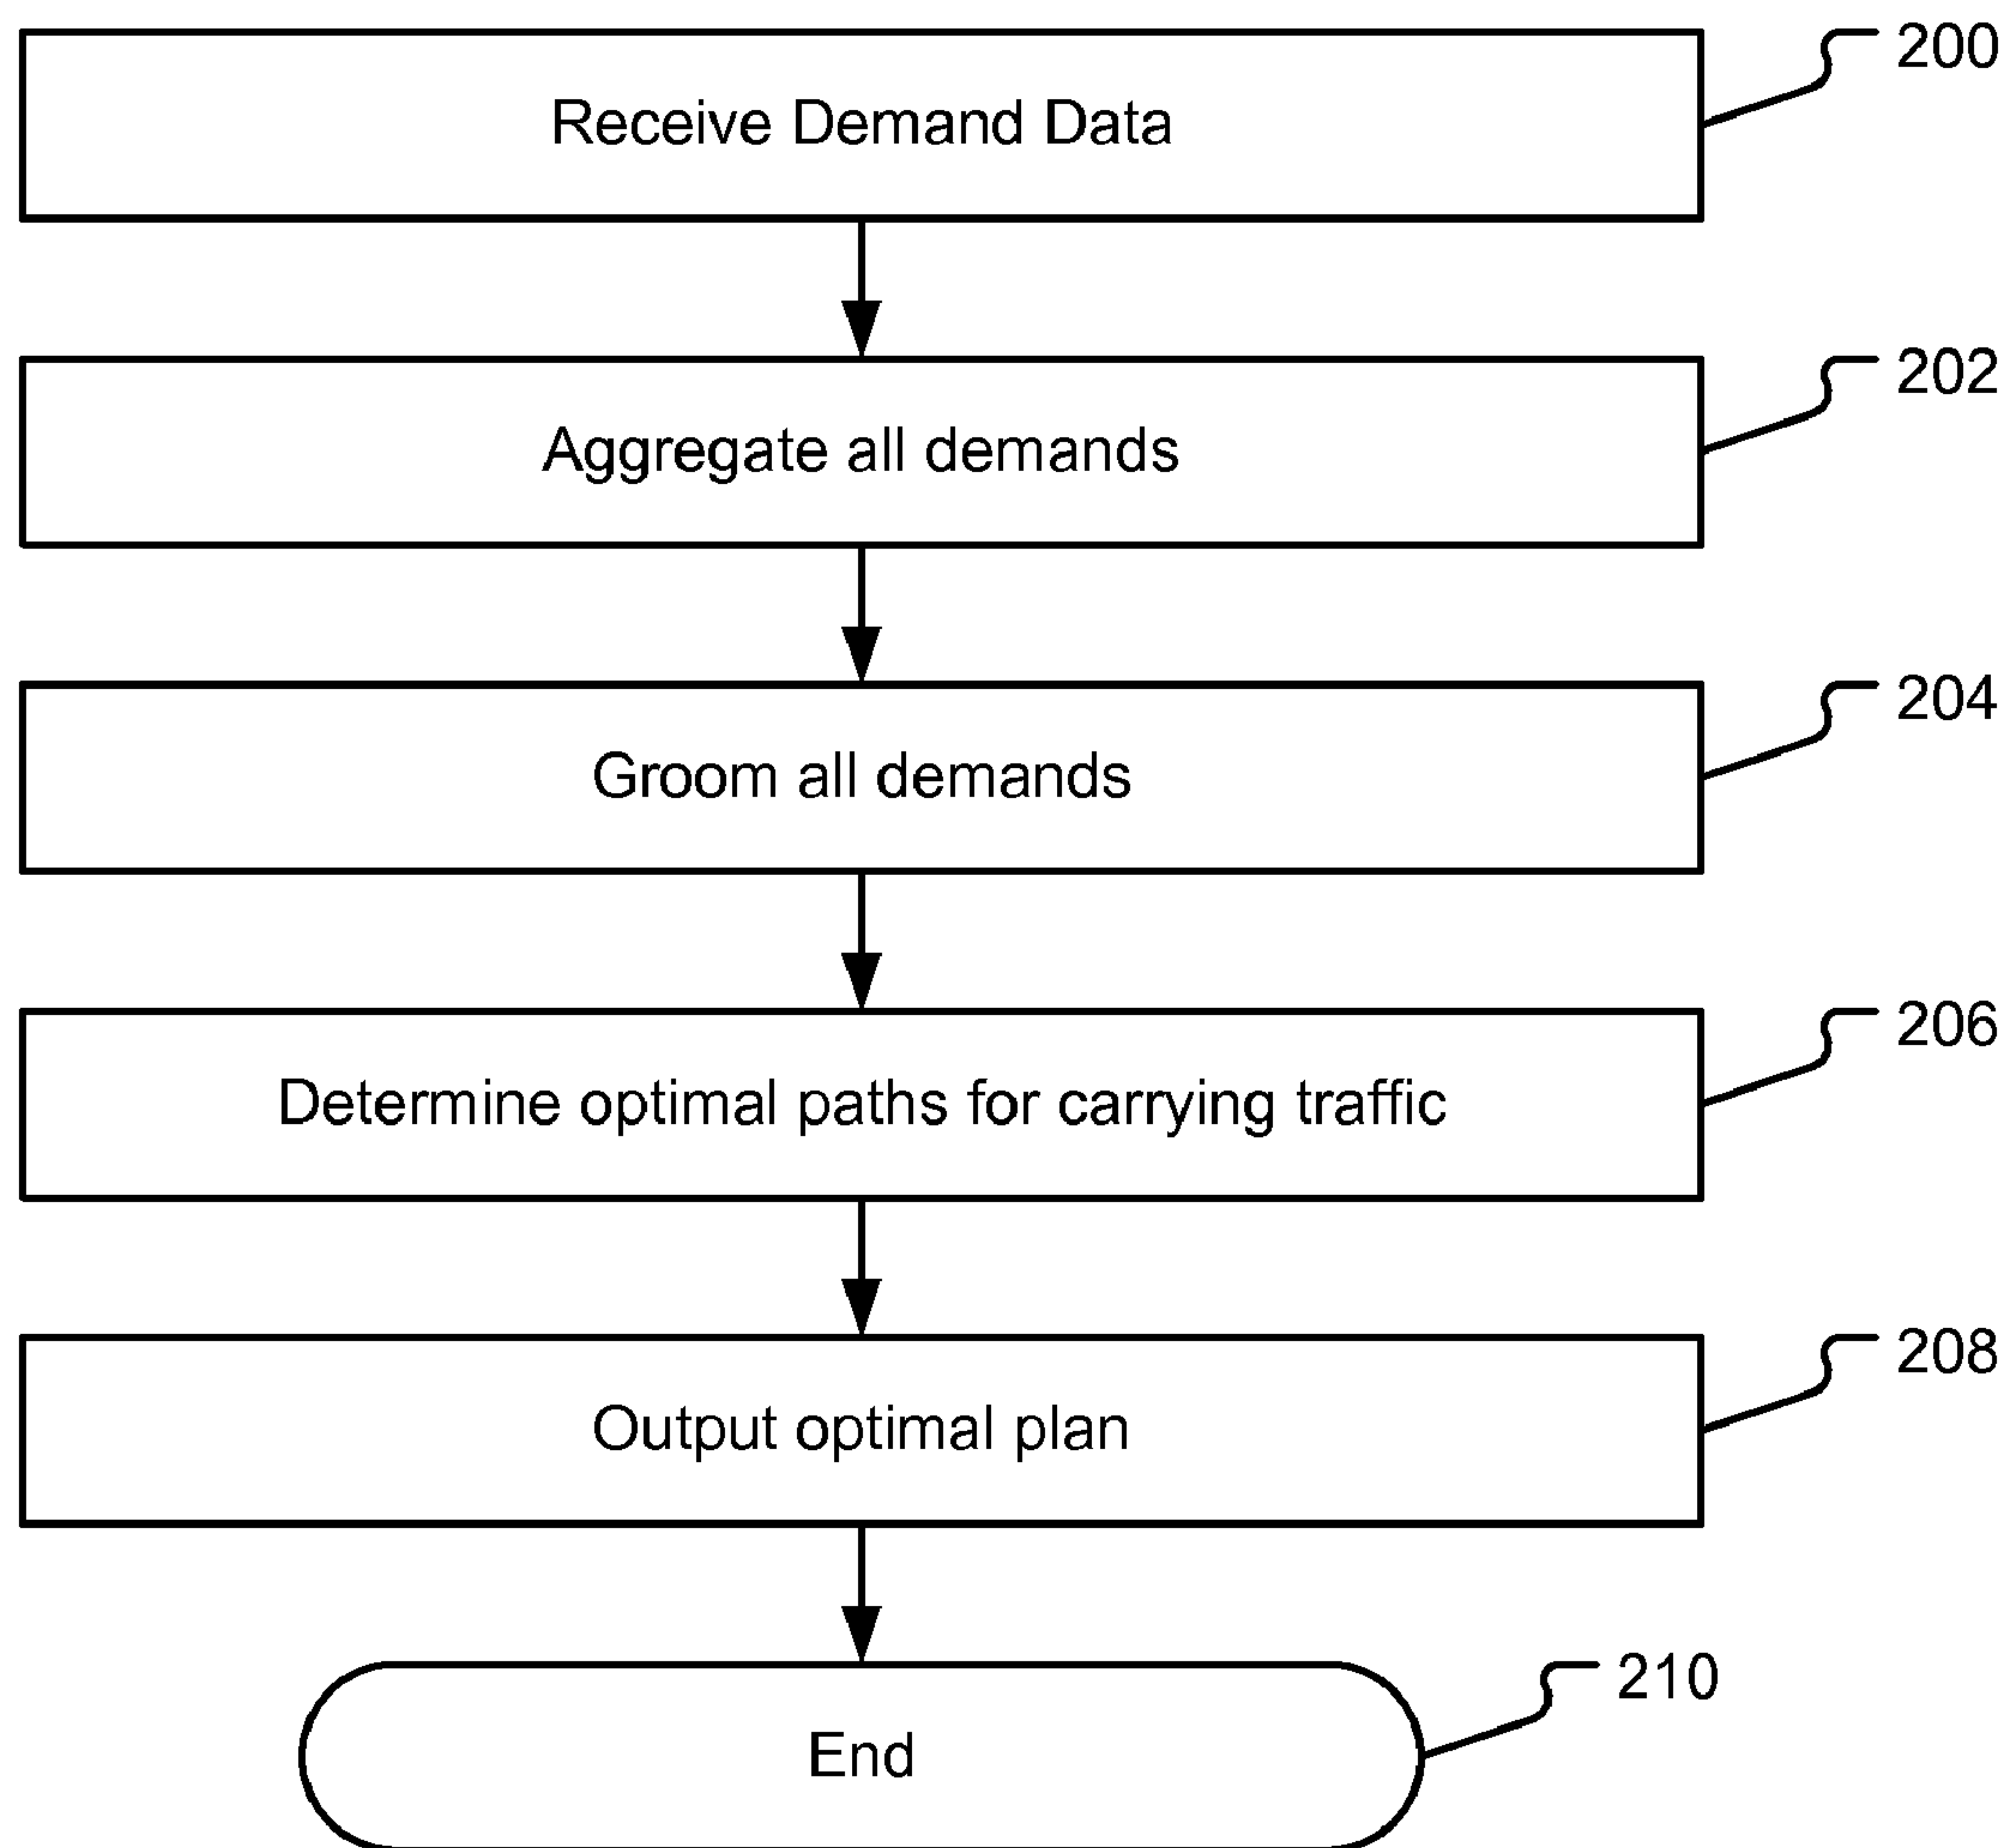 Receive Demand Data
200
Aggregate all demands
202
Groom all demands
204
Determine optimal paths for carrying traffic
206
Output optimal plan
208
End
210